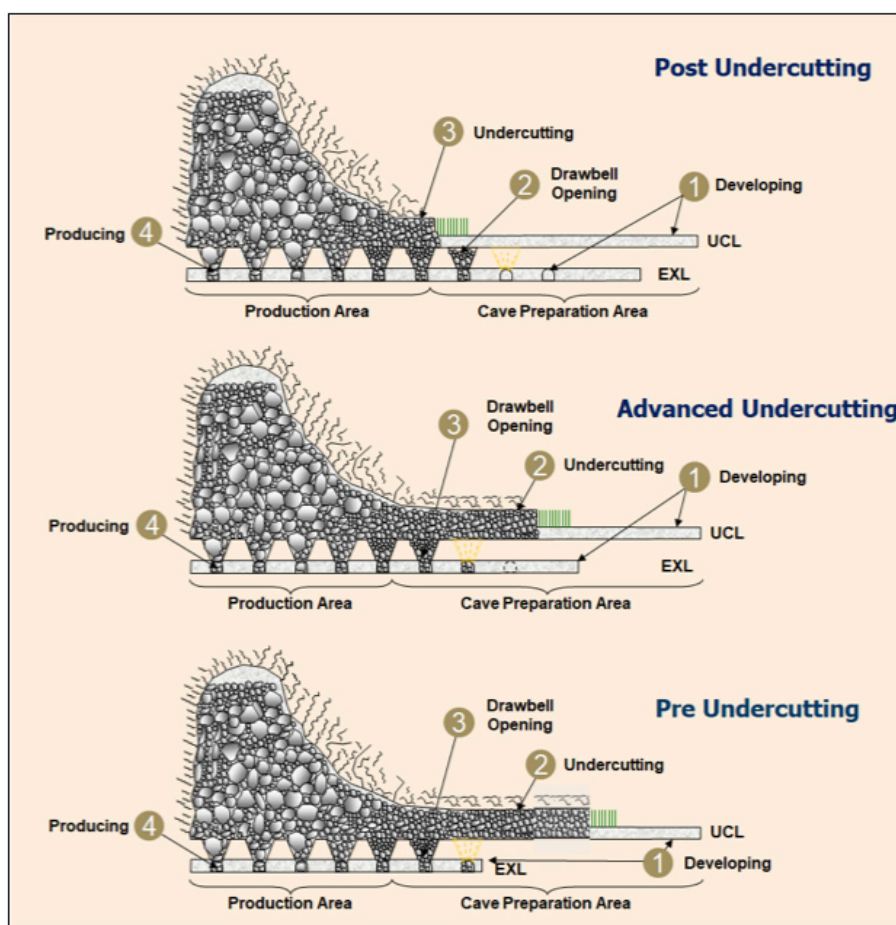 Post Undercutting
3 Undercutting
2 Drawbell
Opening
1 Developing
Producing 4
UCL
EXL
Production Area
Cave Preparation Area
Advanced Undercutting
3 Drawbell
Opening
2 Undercutting
1 Developing
Producing 4
UCL
EXL
Production Area
Cave Preparation Area
Pre Undercutting
3 Drawbell
Opening
2 Undercutting
Producing 4
UCL
EXL
1 Developing
Production Area
Cave Preparation Area